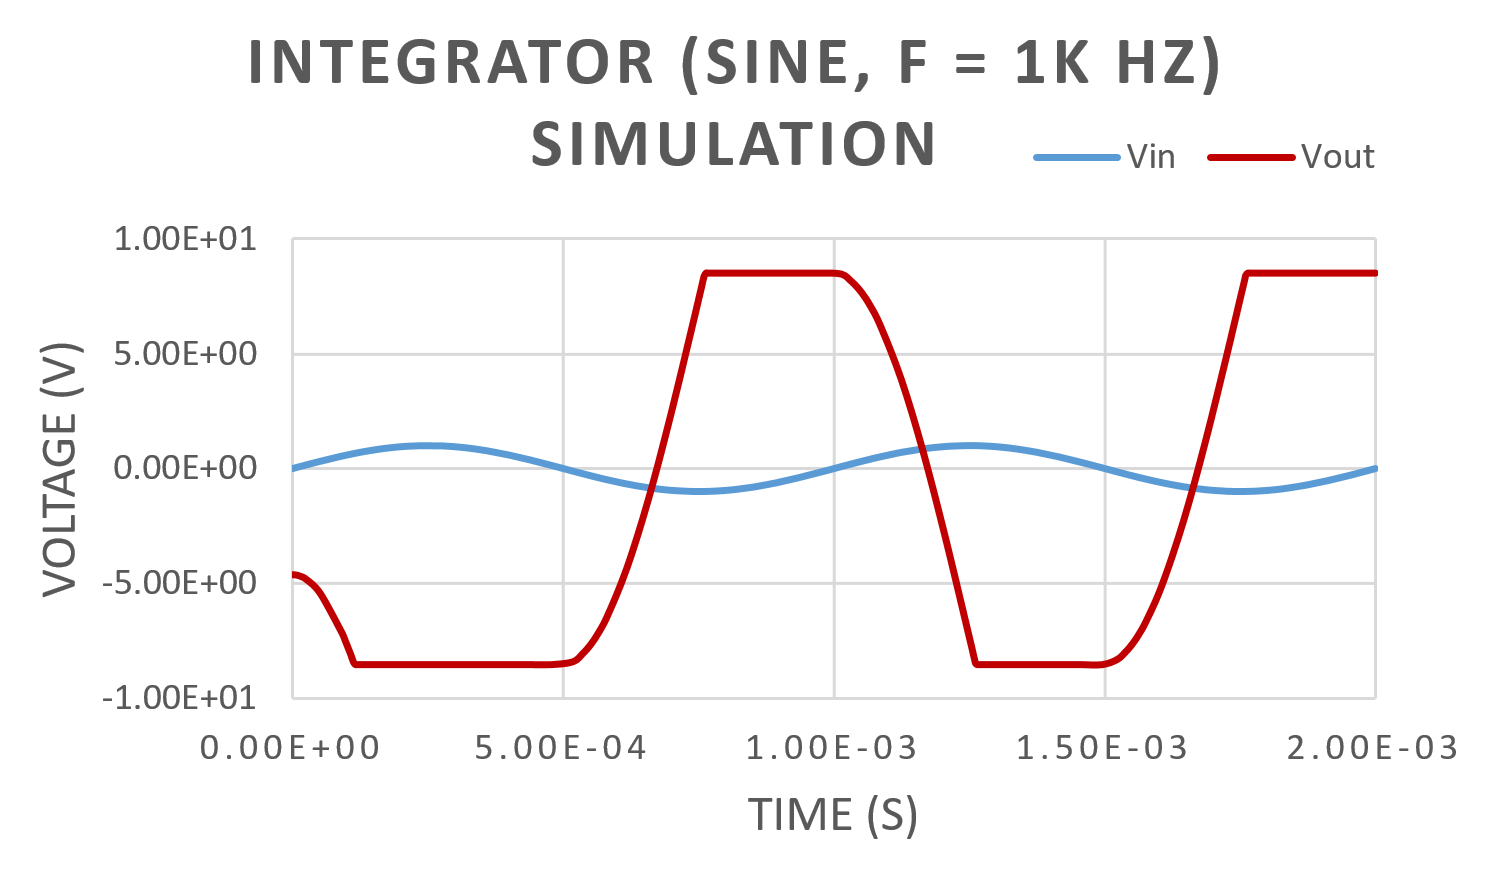 INTEGRATOR (SINE, F = 1K HZ)
SIMULATION
Vin
Vout
1.00E+01
5.00E+00
0.00E+00
-5.00E+00
-1.00E+01
VOLTAGE (V)
0.00E+00 5.00E-04 1.00E-03 1.50E-03 2.00E-03
TIME (S)